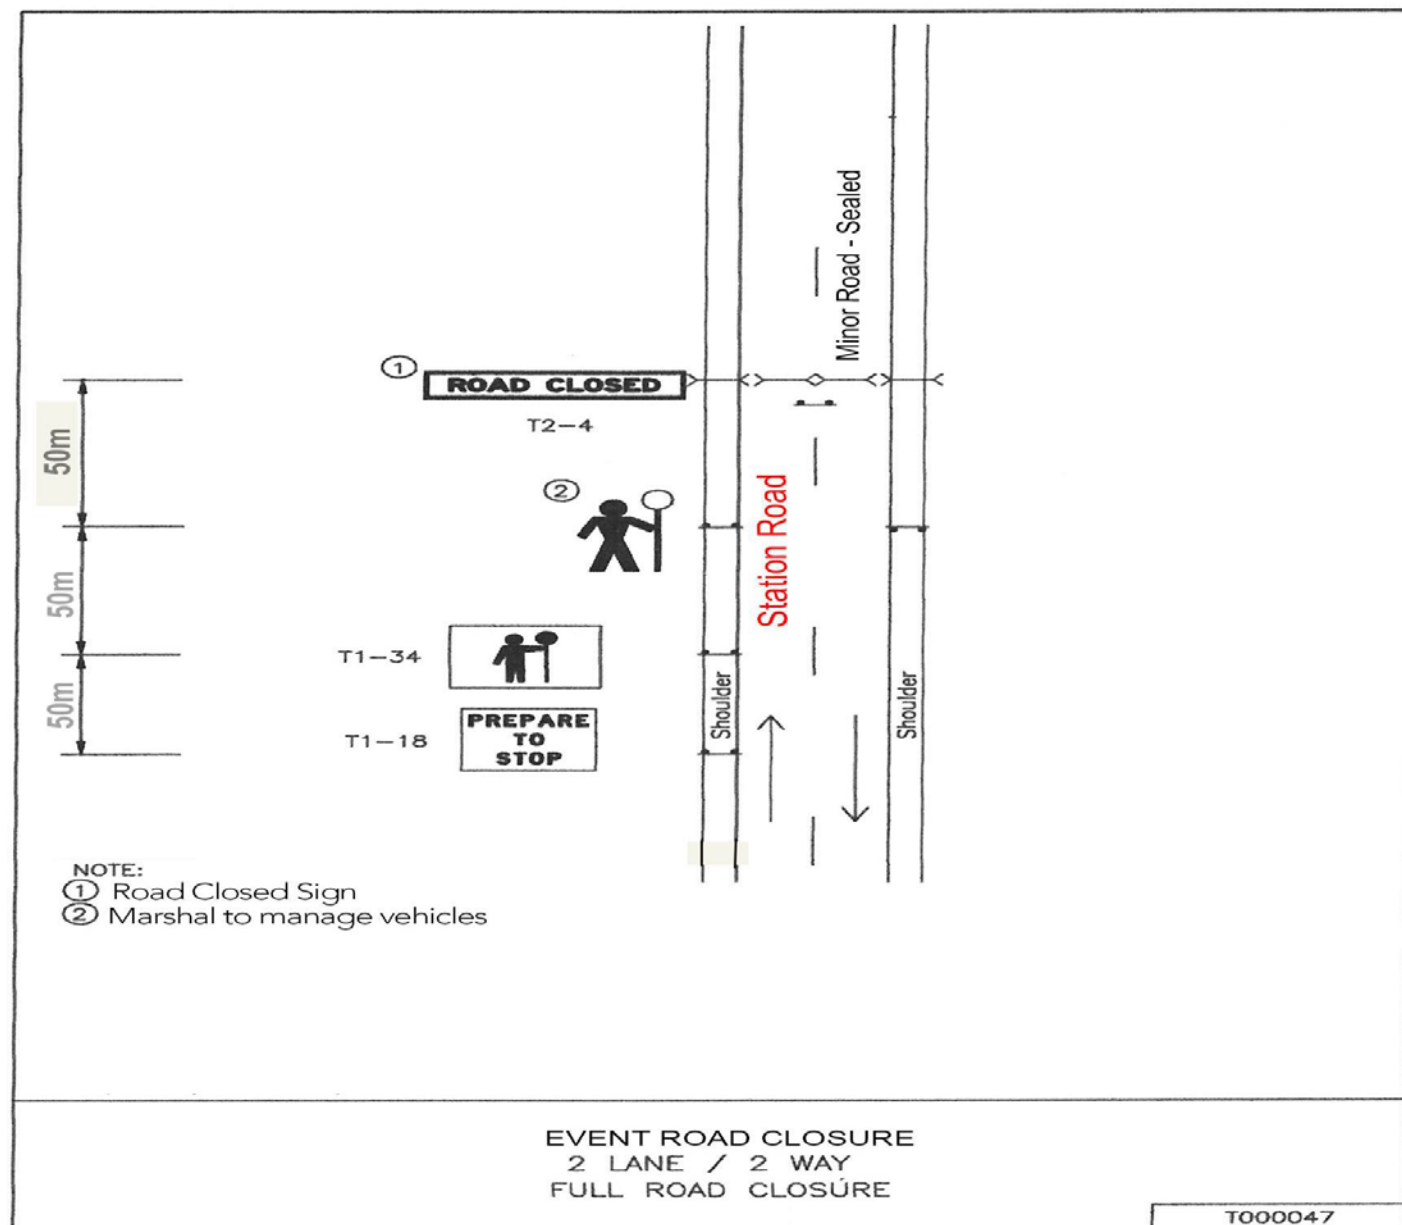 Minor Road - Sealed
1
ROAD CLOSED
T2-4
50m
2
Station Road
50m
T1-34
50m
Shoulder
Shoulder
T1-18
PREPARE
TO
STOP
NOTE:
1 Road Closed Sign
2 Marshal to manage vehicles
EVENT ROAD CLOSURE
2 LANE / 2 WAY
FULL ROAD CLOSÚRE
T000047